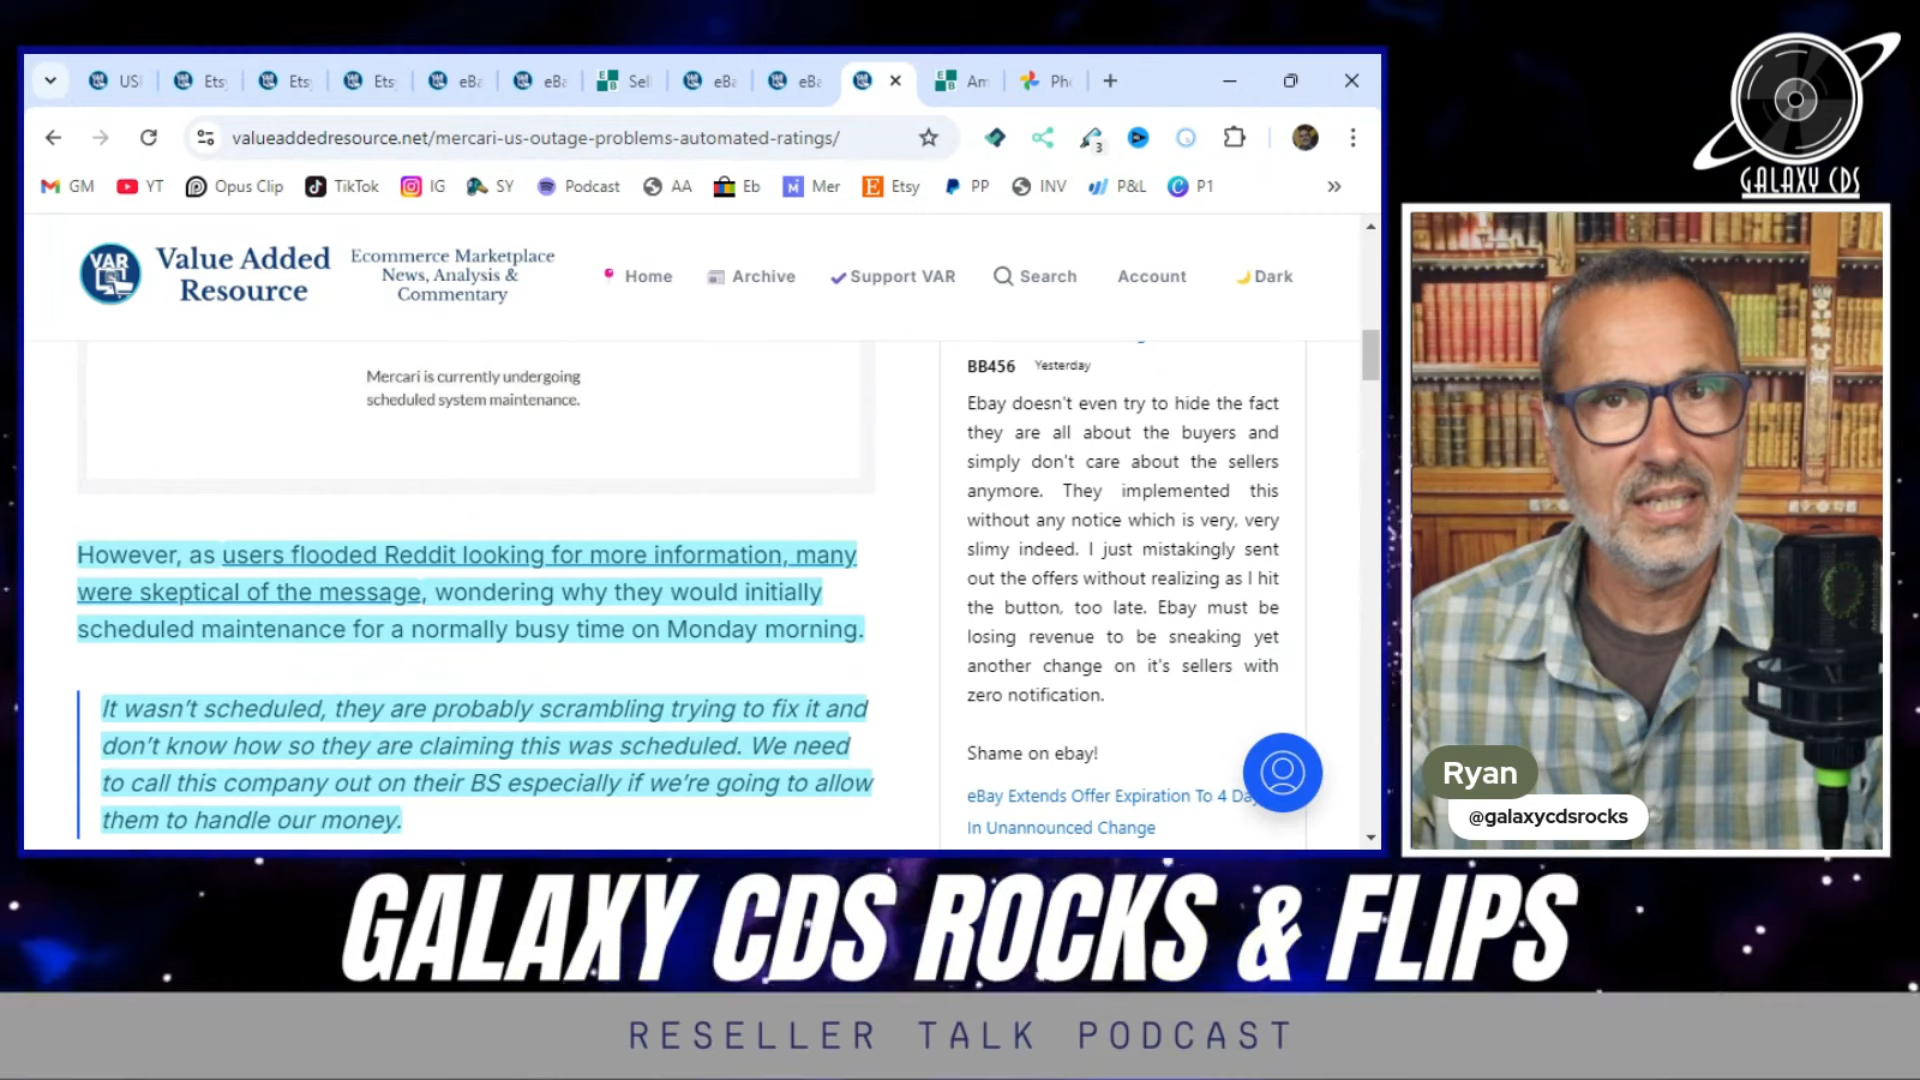 US
Ets
Ets
Ets
eBa
eBa
Sel
eBa
eBa
Am
Pho
valueaddedresource.net/mercari-us-outage-problems-automated-ratings/
3
GM
YT
Opus Clip
TikTok
IG
SY
Podcast
AA
Eb
Mer
Etsy
PP
INV
P&L
P1
GALAXY CDS
VAR
Value Added
Resource
Ecommerce Marketplace
News, Analysis &
Commentary
Home
Archive
Support VAR
Search
Account
Dark
Mercari is currently undergoing
scheduled system maintenance.
However, as users flooded Reddit looking for more information, many
were skeptical of the message, wondering why they would initially
scheduled maintenance for a normally busy time on Monday morning.
It wasn't scheduled, they are probably scrambling trying to fix it and
don't know how so they are claiming this was scheduled. We need
to call this company out on their BS especially if we're going to allow
them to handle our money.
BB456 Yesterday
Ebay doesn't even try to hide the fact
they are all about the buyers and
simply don't care about the sellers
anymore. They implemented this
without any notice which is very, very
slimy indeed. I just mistakingly sent
out the offers without realizing as I hit
the button, too late. Ebay must be
losing revenue to be sneaking yet
another change on it's sellers with
zero notification.
Shame on ebay!
eBay Extends Offer Expiration To 4 Day
In Unannounced Change
Ryan
@galaxycdsrocks
GALAXY CDS ROCKS & FLIPS
RESELLER TALK PODCAST